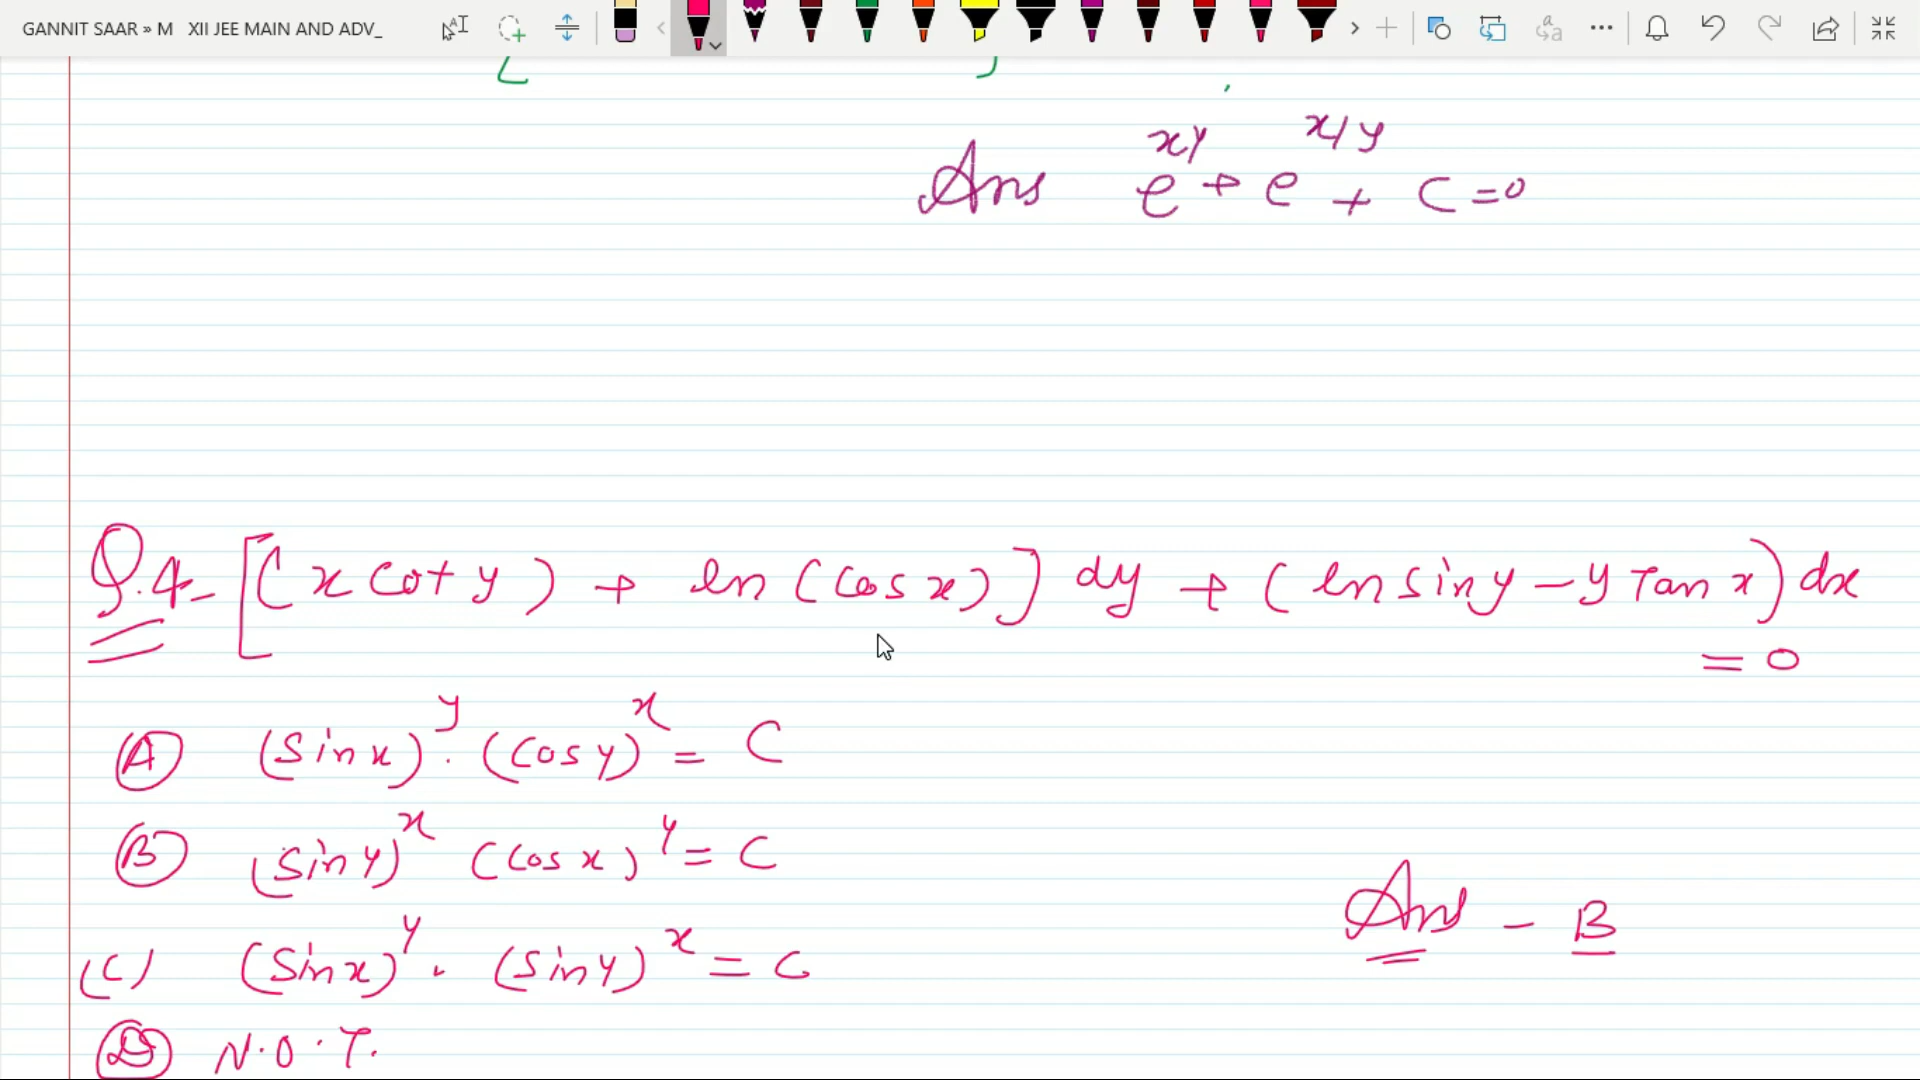 GANNIT SAAR » M XII JEE MAIN AND ADV_
Ans e^xy + e^x/y + C = 0
Q.4- [(x cot y) + ln (cos x)] dy + (ln sin y - y Tan x) dx
= 0
(A) (sin x)^y . (cos y)^x = C
(B) (sin y)^x (cos x)^y = C
Ans - B
(C) (sin x)^y . (sin y)^x = C
(D) N.O.T.